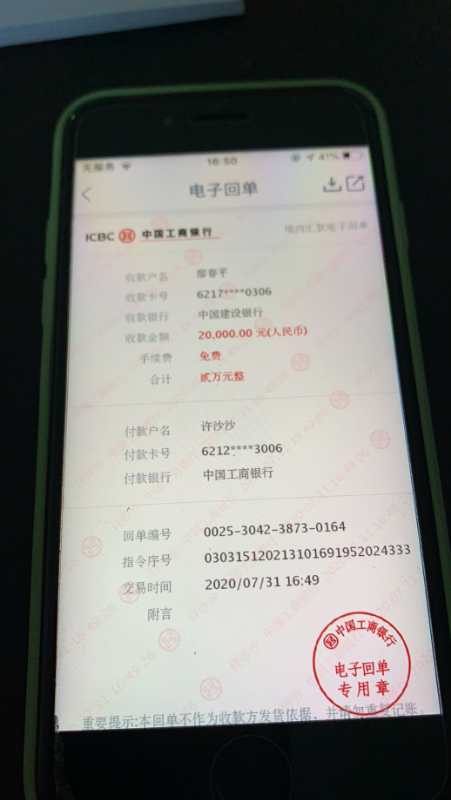 无服务 16:50 41%
电子回单
ICBC 中国工商银行 境内汇款电子回单
收款户名 廖春平
收款卡号 6217****0306
收款银行 中国建设银行
收款金额 20,000.00 元(人民币)
手续费 免费
合计 贰万元整
付款户名 许沙沙
付款卡号 6212****3006
付款银行 中国工商银行
回单编号 0025-3042-3873-0164
指令序号 030315120213101691952024333
交易时间 2020/07/31 16:49
附言
中国工商银行
电子回单
专用章
重要提示:本回单不作为收款方发货依据，并请勿重复记账。